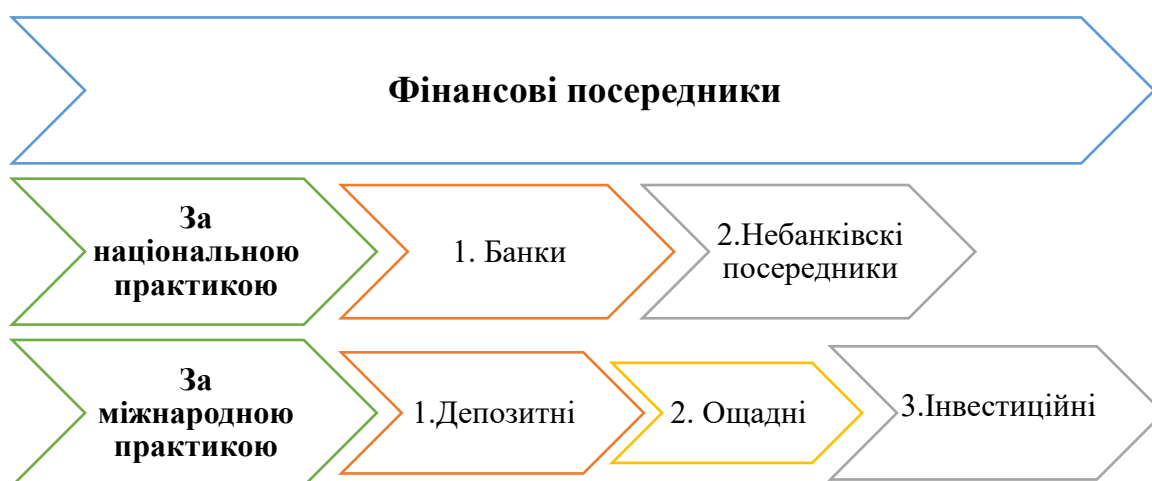 Фінансові посередники
За
національною
практикою
1. Банки
2.Небанківскі
посередники
За
міжнародною
практикою
1.Депозитні
2. Ощадні
3.Інвестиційні